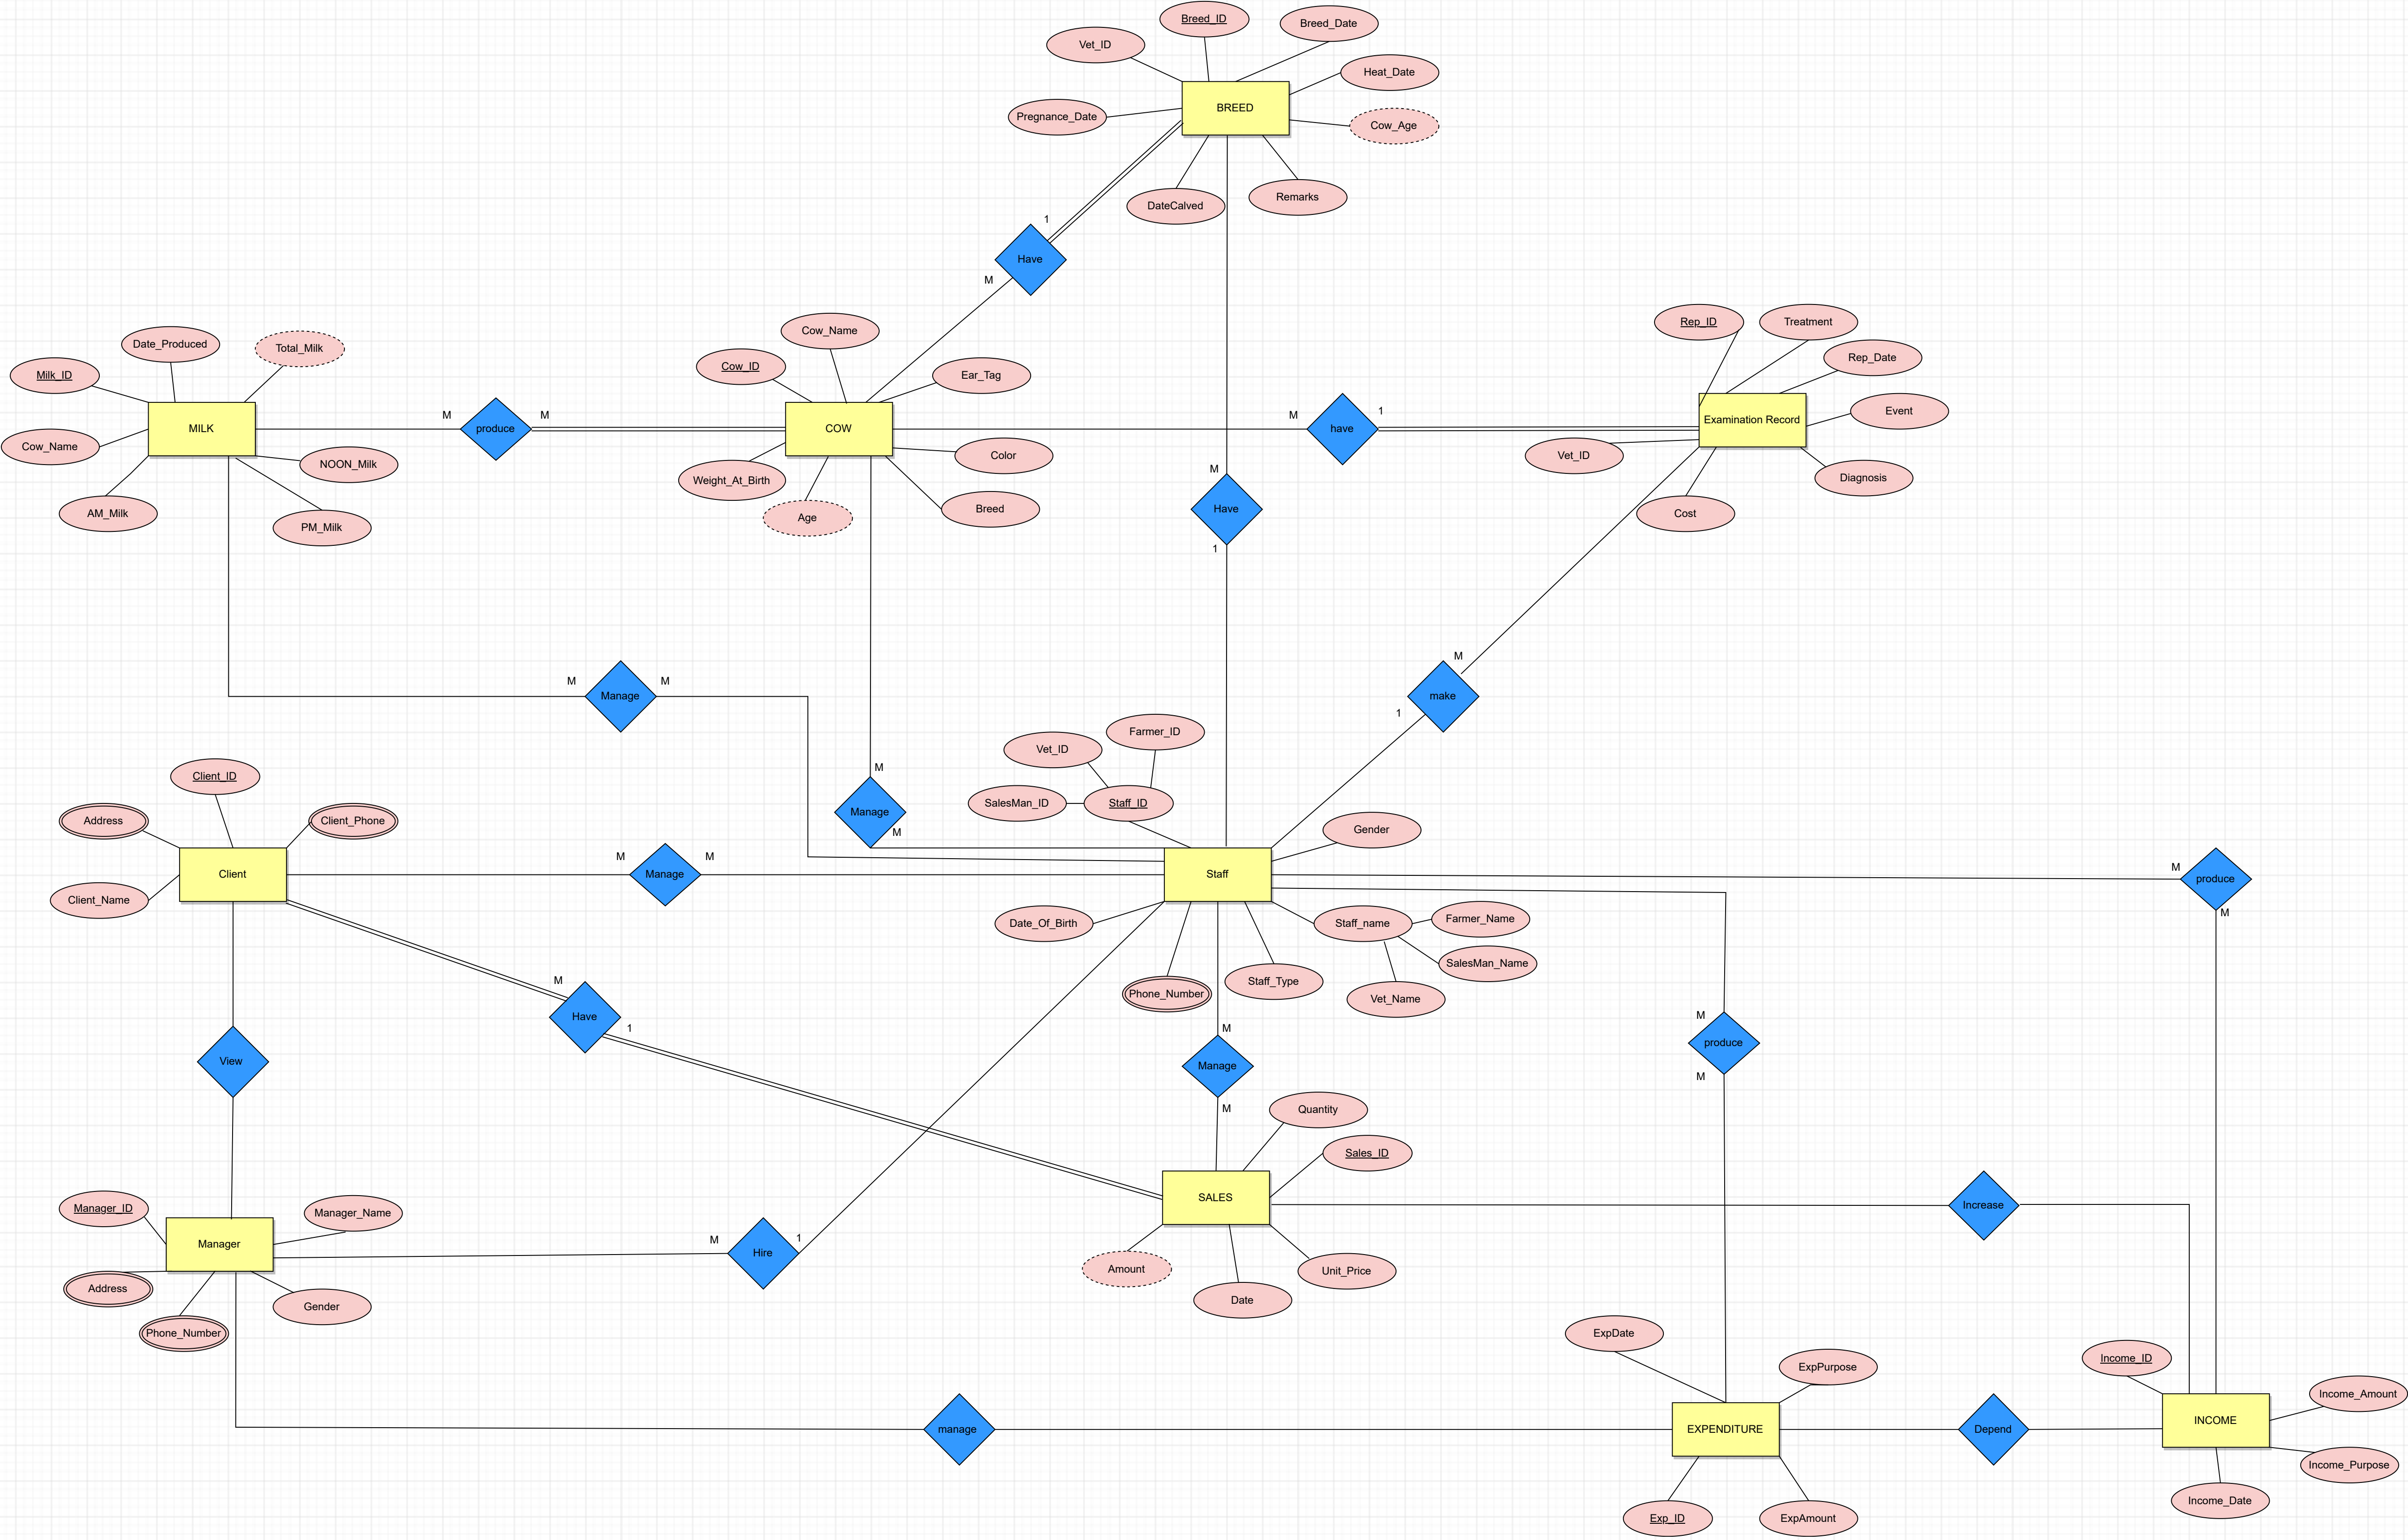 Breed_ID
Breed_Date
Vet_ID
Heat_Date
BREED
Pregnance_Date
Cow_Age
DateCalved
Remarks
1
Have
M
Rep_ID
Treatment
Cow_Name
Date_Produced
Total_Milk
Rep_Date
Cow_ID
Milk_ID
Ear_Tag
Event
M
M
M
1
Examination Record
MILK
produce
COW
have
Cow_Name
NOON_Milk
Color
Vet_ID
M
Weight_At_Birth
Diagnosis
AM_Milk
PM_Milk
Age
Breed
Have
Cost
1
M
M
M
Manage
make
1
Farmer_ID
Vet_ID
M
Client_ID
SalesMan_ID
Staff_ID
Manage
Address
Client_Phone
Gender
M
M
M
M
Client
Manage
Staff
produce
Client_Name
M
Date_Of_Birth
Staff_name
Farmer_Name
SalesMan_Name
M
Phone_Number
Staff_Type
Vet_Name
Have
1
M
M
produce
View
Manage
M
M
Quantity
Sales_ID
Manager_ID
Manager_Name
SALES
Increase
Manager
M
Hire
1
Amount
Unit_Price
Address
Date
Gender
Phone_Number
ExpDate
ExpPurpose
Income_ID
Income_Amount
INCOME
manage
EXPENDITURE
Depend
Income_Purpose
Income_Date
Exp_ID
ExpAmount